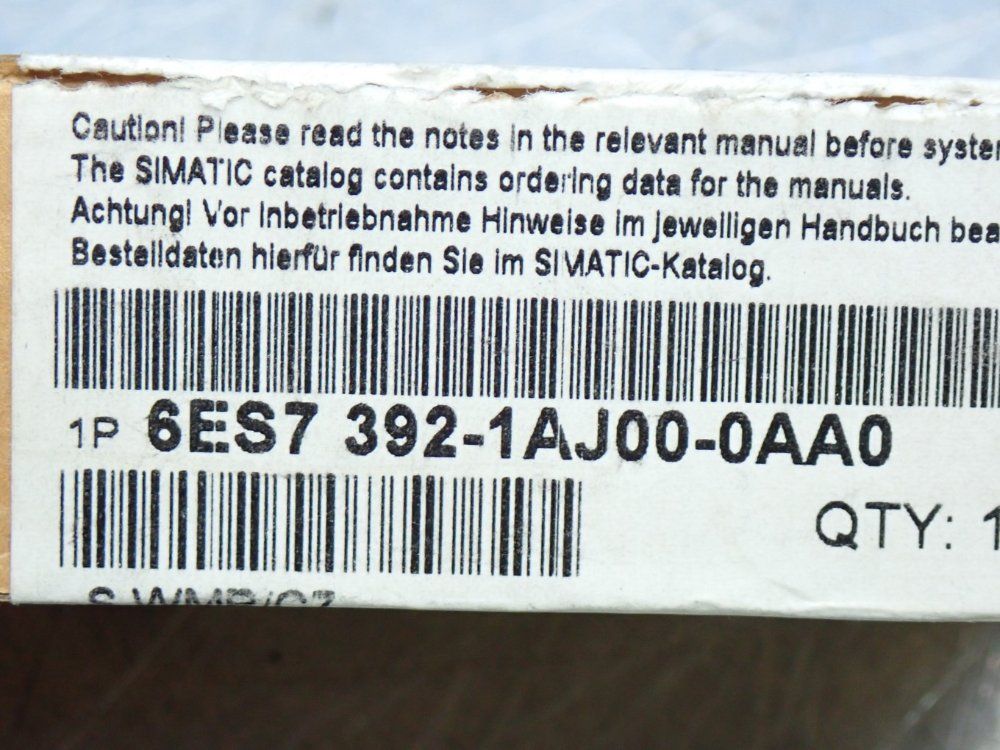 Caution! Please read the notes in the relevant manual before system
The SIMATIC catalog contains ordering data for the manuals.
Achtung! Vor Inbetriebnahme Hinweise im jeweiligen Handbuch bea
Bestelldaten hierfür finden Sie im SIMATIC-Katalog.
1P 6ES7 392-1AJ00-0AA0
QTY: 1